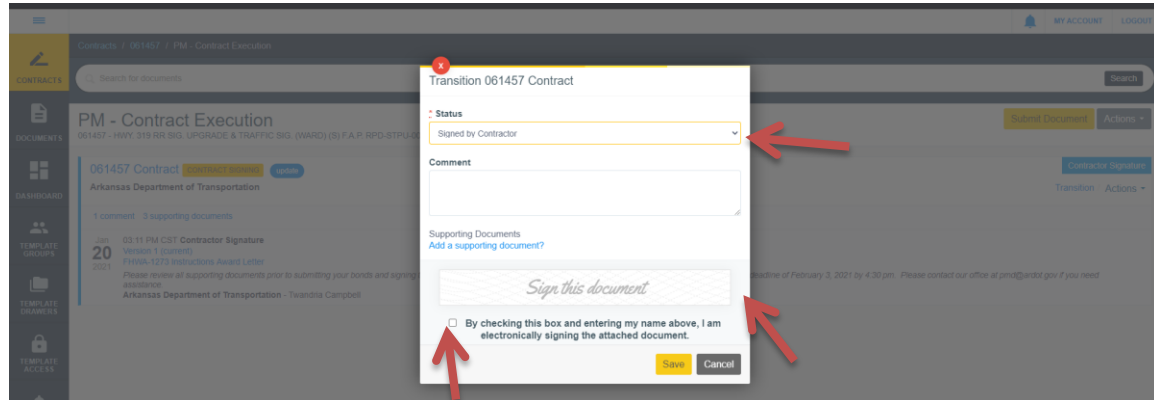 MY ACCOUNT LOGOUT
Contracts / 061457 / PM - Contract Execution
CONTRACTS
Search for documents
Search
x
Transition 061457 Contract
* Status
Signed by Contractor
Comment
Supporting Documents
Add a supporting document?
Sign this document
By checking this box and entering my name above, I am
electronically signing the attached document.
Save Cancel
DOCUMENTS
PM - Contract Execution
061457 - HWY. 319 RR SIG. UPGRADE & TRAFFIC SIG. (WARD) (S) F.A.P. RPD-STPU-
Submit Document Actions
061457 Contract CONTRACT SIGNING update
Contractor Signature
Arkansas Department of Transportation
Transition Actions
DASHBOARD
1 comment 3 supporting documents
TEMPLATE
GROUPS
Jan
20
2021
03:11 PM CST Contractor Signature
Version 1 (current)
FHWA-1273 Instructions Award Letter
Please review all supporting documents prior to submitting your bonds and signing
deadline of February 3, 2021 by 4:30 pm. Please contact our office at pmd@ardot.gov if you need
assistance.
Arkansas Department of Transportation - Twandria Campbell
TEMPLATE
DRAWERS
TEMPLATE
ACCESS